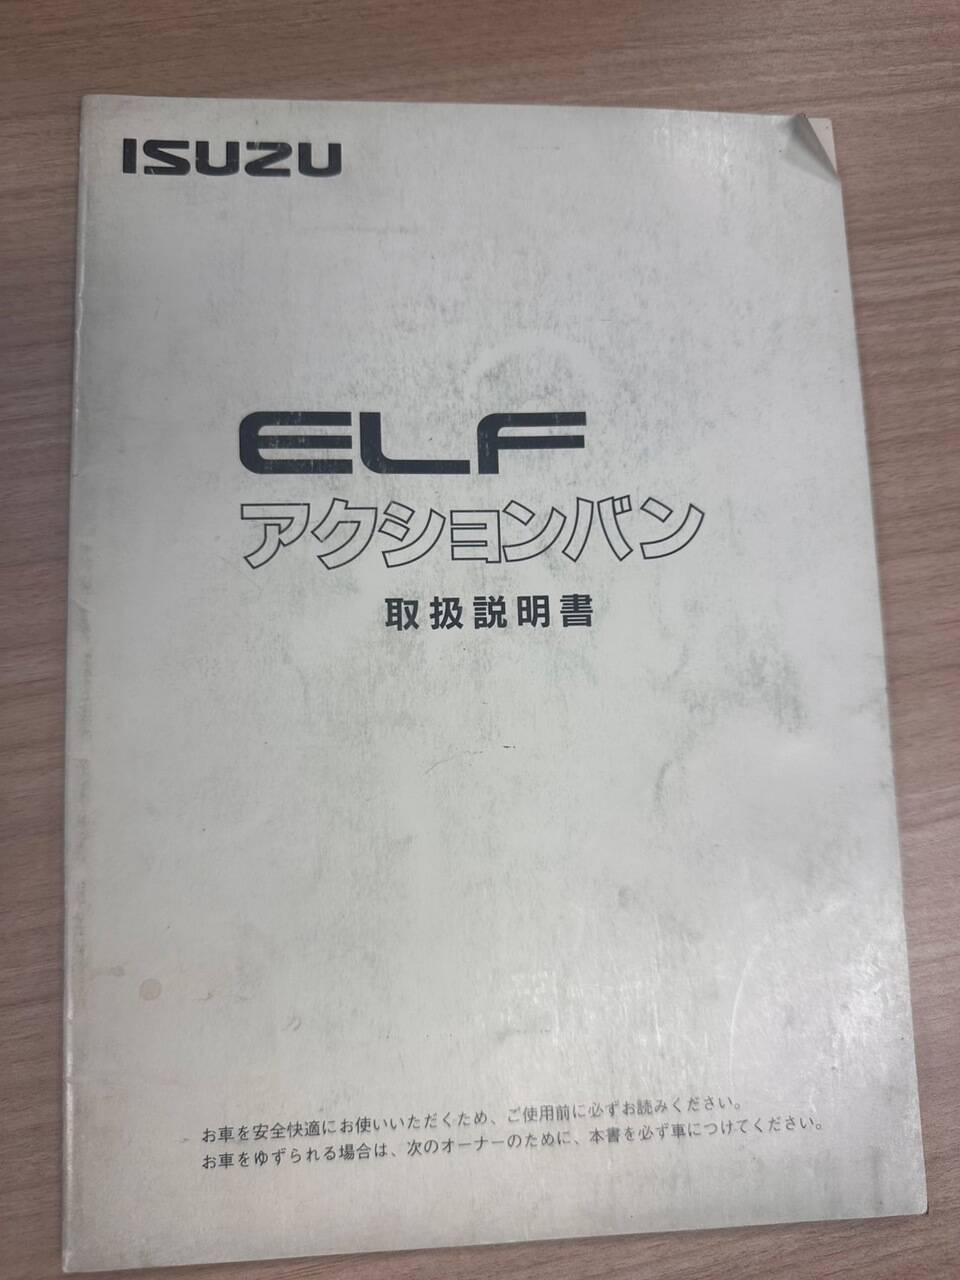 ISUZU
ELF
アクションバン
取扱説明書
お車を安全快適にお使いいただくため、ご使用前に必ずお読みください。
お車をゆずられる場合は、次のオーナーのために、本書を必ず車につけてください。